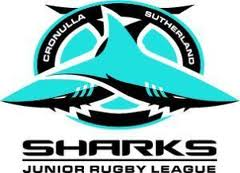 CRONULLA SUTHERLAND
SHARKS
JUNIOR RUGBY LEAGUE